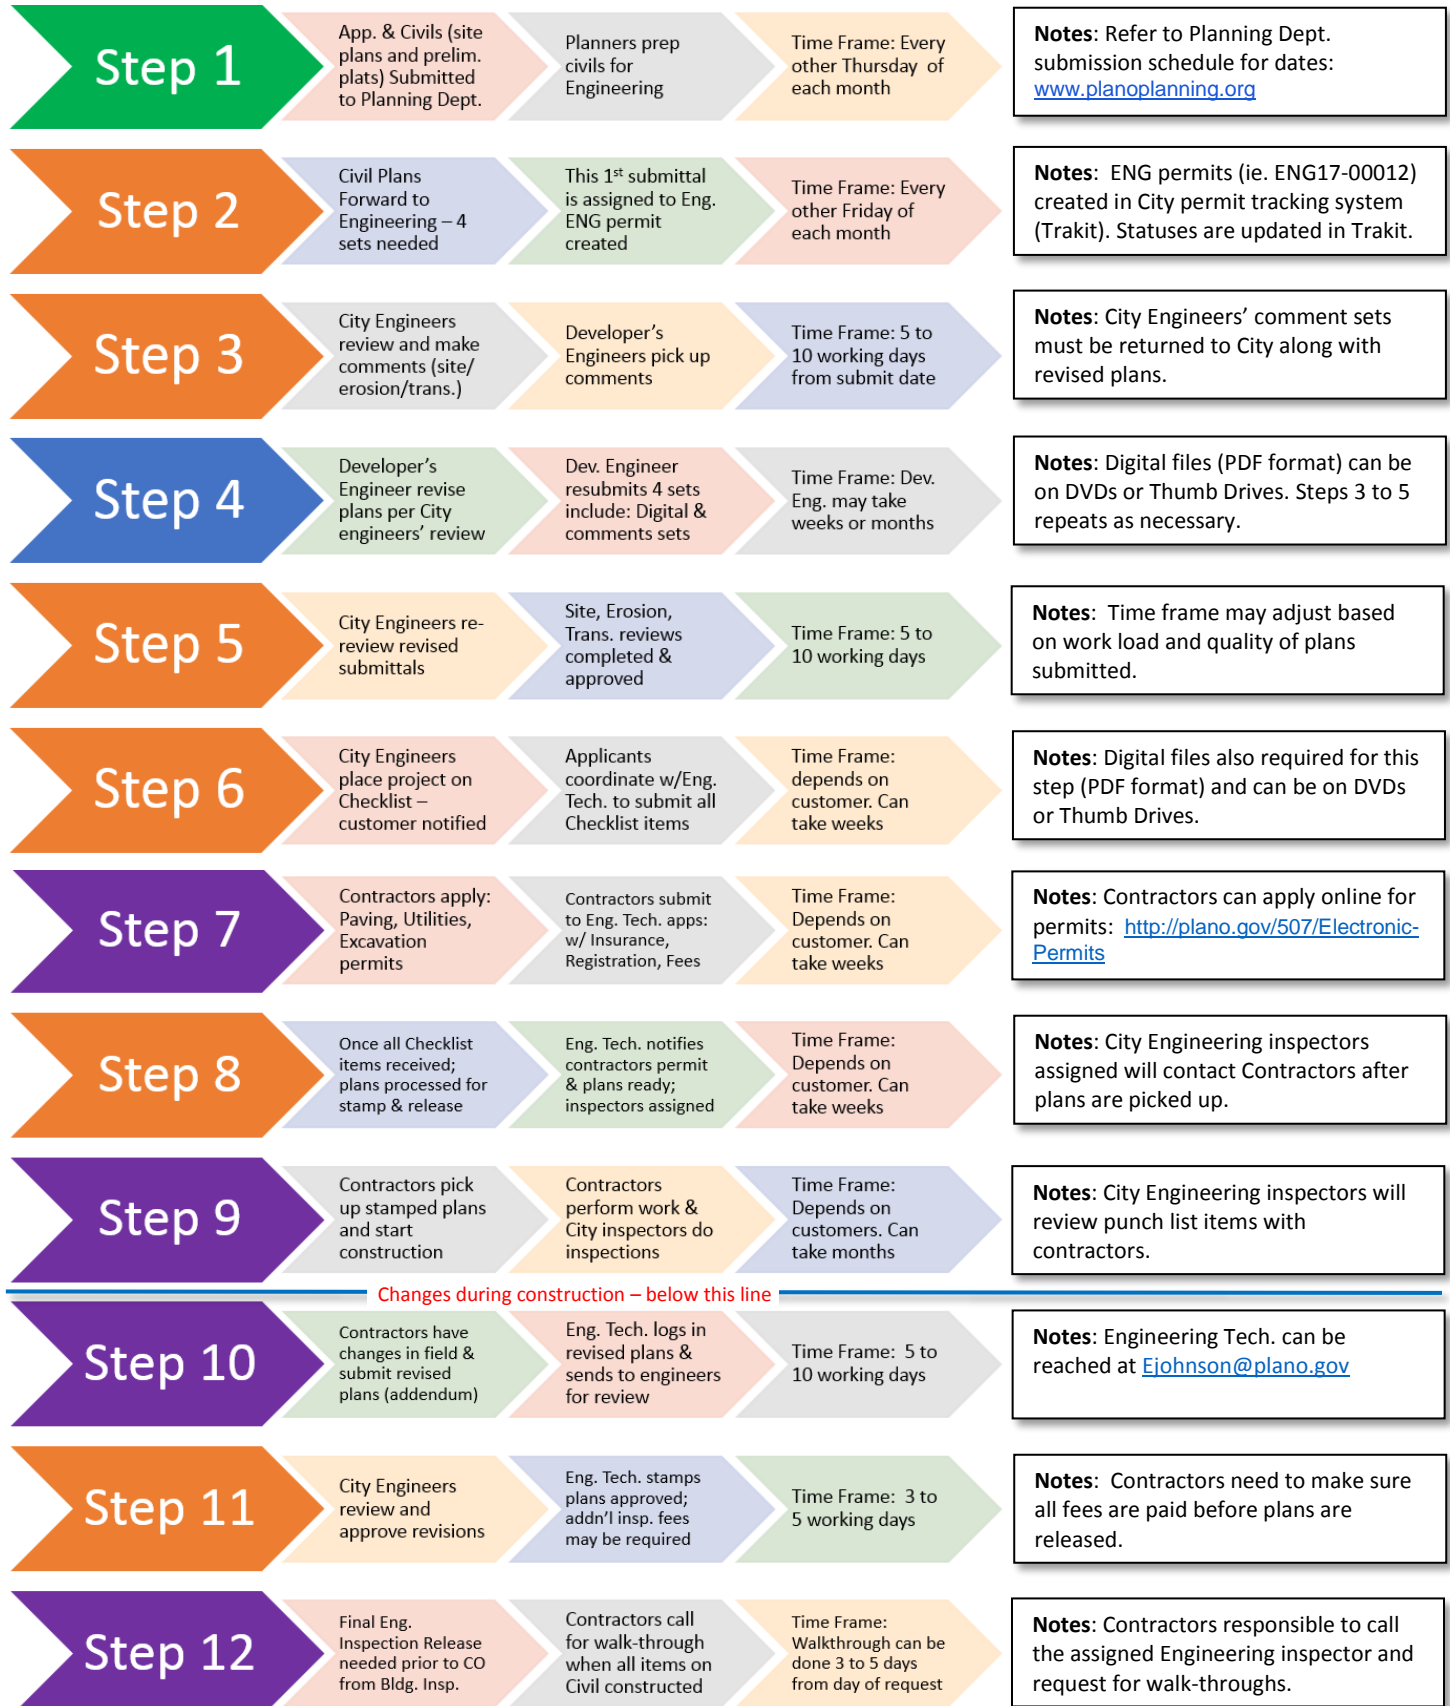 Step 1
App. & Civils (site
plans and prelim.
plats) Submitted
to Planning Dept.
Planners prep
civils for
Engineering
Time Frame: Every
other Thursday of
each month
Notes: Refer to Planning Dept.
submission schedule for dates:
www.planoplanning.org
Step 2
Civil Plans
Forward to
Engineering – 4
sets needed
This 1st submittal
is assigned to Eng.
ENG permit
created
Time Frame: Every
other Friday of
each month
Notes: ENG permits (ie. ENG17-00012)
created in City permit tracking system
(Trakit). Statuses are updated in Trakit.
Step 3
City Engineers
review and make
comments (site/
erosion/trans.)
Developer's
Engineers pick up
comments
Time Frame: 5 to
10 working days
from submit date
Notes: City Engineers' comment sets
must be returned to City along with
revised plans.
Step 4
Developer's
Engineer revise
plans per City
engineers' review
Dev. Engineer
resubmits 4 sets
include: Digital &
comments sets
Time Frame: Dev.
Eng. may take
weeks or months
Notes: Digital files (PDF format) can be
on DVDs or Thumb Drives. Steps 3 to 5
repeats as necessary.
Step 5
City Engineers re-
review revised
submittals
Site, Erosion,
Trans. reviews
completed &
approved
Time Frame: 5 to
10 working days
Notes: Time frame may adjust based
on work load and quality of plans
submitted.
Step 6
City Engineers
place project on
Checklist –
customer notified
Applicants
coordinate w/Eng.
Tech. to submit all
Checklist items
Time Frame:
depends on
customer. Can
take weeks
Notes: Digital files also required for this
step (PDF format) and can be on DVDs
or Thumb Drives.
Step 7
Contractors apply:
Paving, Utilities,
Excavation
permits
Contractors submit
to Eng. Tech. apps:
w/ Insurance,
Registration, Fees
Time Frame:
Depends on
customer. Can
take weeks
Notes: Contractors can apply online for
permits: http://plano.gov/507/Electronic-
Permits
Step 8
Once all Checklist
items received;
plans processed for
stamp & release
Eng. Tech. notifies
contractors permit
& plans ready;
inspectors assigned
Time Frame:
Depends on
customer. Can
take weeks
Notes: City Engineering inspectors
assigned will contact Contractors after
plans are picked up.
Step 9
Contractors pick
up stamped plans
and start
construction
Contractors
perform work &
City inspectors do
inspections
Time Frame:
Depends on
customers. Can
take months
Notes: City Engineering inspectors will
review punch list items with
contractors.
Changes during construction – below this line
Step 10
Contractors have
changes in field &
submit revised
plans (addendum)
Eng. Tech. logs in
revised plans &
sends to engineers
for review
Time Frame: 5 to
10 working days
Notes: Engineering Tech. can be
reached at Ejohnson@plano.gov
Step 11
City Engineers
review and
approve revisions
Eng. Tech. stamps
plans approved;
addn'l insp. fees
may be required
Time Frame: 3 to
5 working days
Notes: Contractors need to make sure
all fees are paid before plans are
released.
Step 12
Final Eng.
Inspection Release
needed prior to CO
from Bldg. Insp.
Contractors call
for walk-through
when all items on
Civil constructed
Time Frame:
Walkthrough can be
done 3 to 5 days
from day of request
Notes: Contractors responsible to call
the assigned Engineering inspector and
request for walk-throughs.